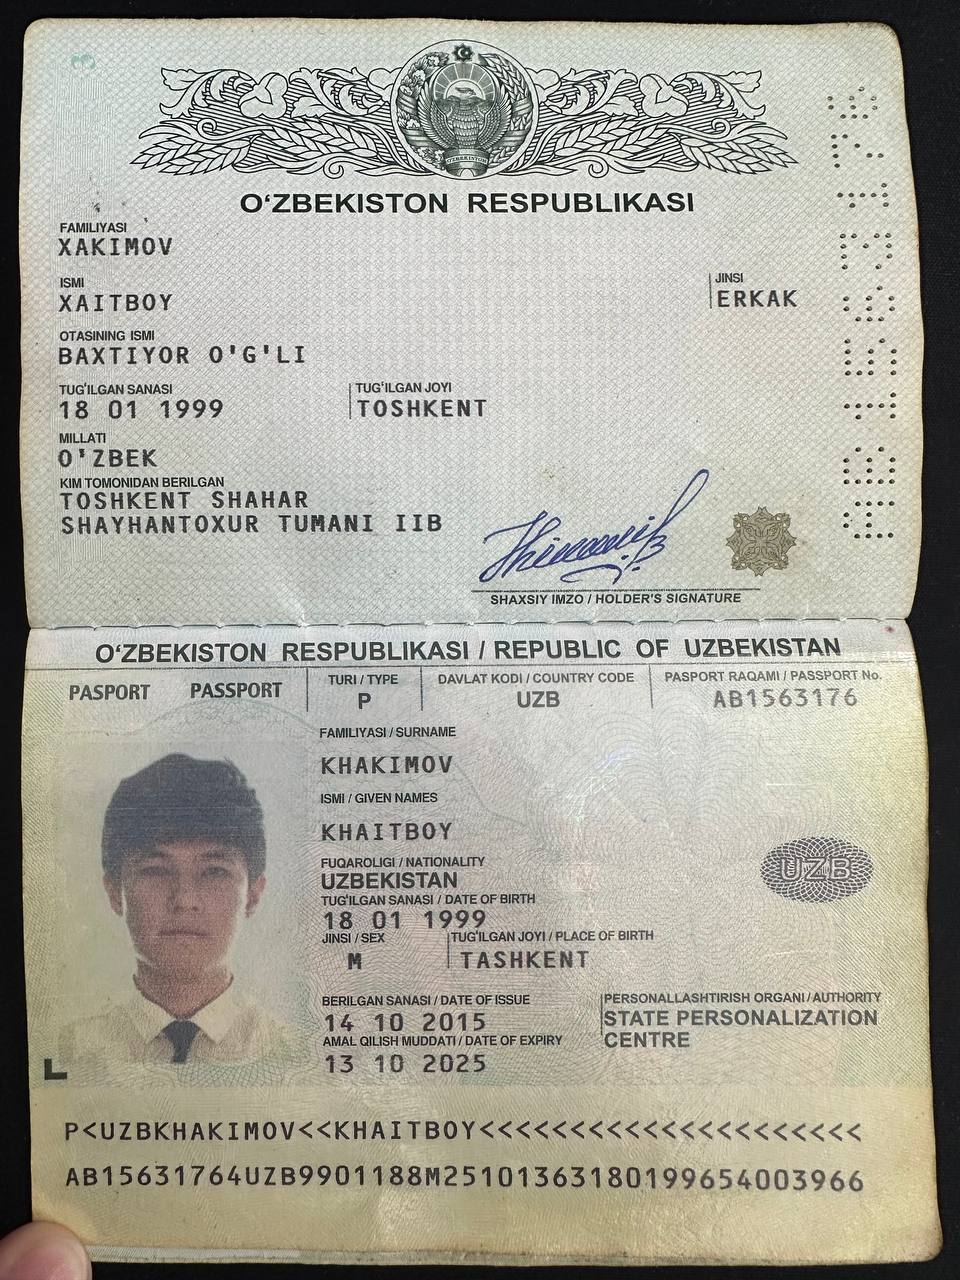 O‘ZBEKISTON RESPUBLIKASI
FAMILIYASI
XAKIMOV
ISMI
XAITBOY
JINSI
ERKAK
OTASINING ISMI
BAXTIYOR O'G'LI
TUG‘ILGAN SANASI
18 01 1999
TUG‘ILGAN JOYI
TOSHKENT
MILLATI
O'ZBEK
KIM TOMONIDAN BERILGAN
TOSHKENT SHAHAR
SHAYHANTOXUR TUMANI IIB
SHAXSIY IMZO / HOLDER'S SIGNATURE
AB1563176
O‘ZBEKISTON RESPUBLIKASI / REPUBLIC OF UZBEKISTAN
PASPORT PASSPORT
TURI / TYPE
P
DAVLAT KODI / COUNTRY CODE
UZB
PASPORT RAQAMI / PASSPORT No.
AB1563176
FAMILIYASI / SURNAME
KHAKIMOV
ISMI / GIVEN NAMES
KHAITBOY
FUQAROLIGI / NATIONALITY
UZBEKISTAN
UZB
TUG‘ILGAN SANASI / DATE OF BIRTH
18 01 1999
JINSI / SEX
M
TUG‘ILGAN JOYI / PLACE OF BIRTH
TASHKENT
BERILGAN SANASI / DATE OF ISSUE
14 10 2015
PERSONALLASHTIRISH ORGANI / AUTHORITY
STATE PERSONALIZATION
CENTRE
AMAL QILISH MUDDATI / DATE OF EXPIRY
13 10 2025
P<UZBKHAKIMOV<<KHAITBOY<<<<<<<<<<<<<<<<<<<<<
AB15631764UZB9901188M25101363180199654003966